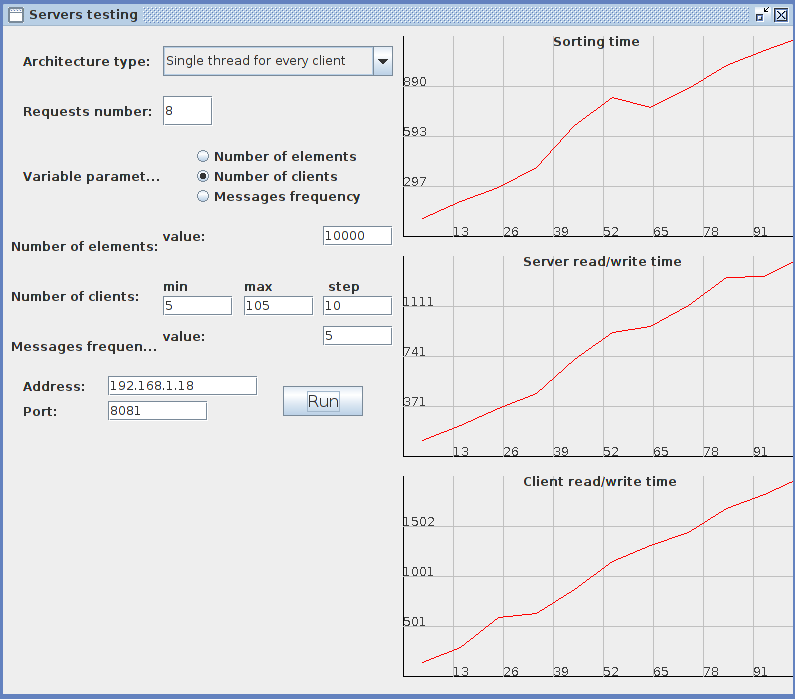 Servers testing
Architecture type: Single thread for every client
Requests number: 8
Variable paramet...
Number of elements
Number of clients
Messages frequency
Number of elements: value: 10000
min max step
Number of clients: 5 105 10
Messages frequen... value: 5
Address: 192.168.1.18
Port: 8081
Run
Sorting time
890
593
297
13 26 39 52 65 78 91
Server read/write time
1111
741
371
13 26 39 52 65 78 91
Client read/write time
1502
1001
501
13 26 39 52 65 78 91